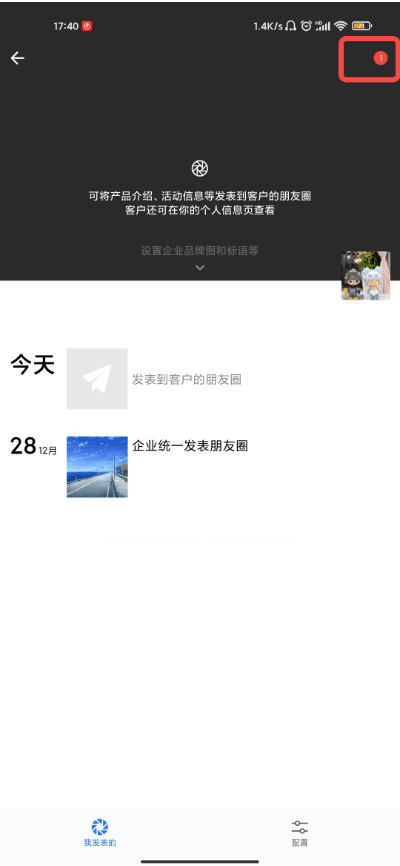 17:40
1.4K/s
HD
1
可将产品介绍、活动信息等发表到客户的朋友圈
客户还可在你的个人信息页查看
设置企业品牌图和标语等
今天
发表到客户的朋友圈
28 12月
企业统一发表朋友圈
我发表的
配置